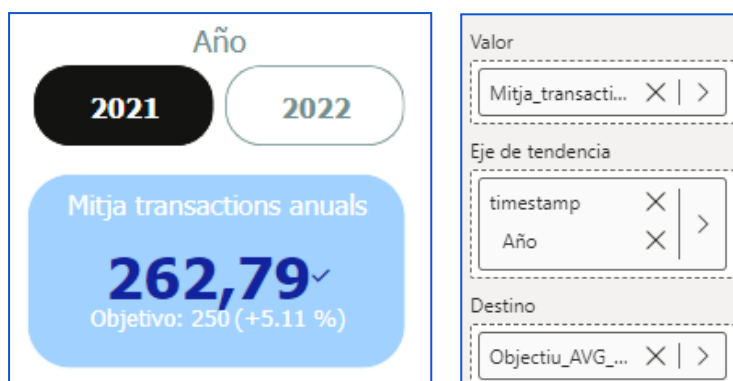 Año
2021 2022
Mitja transactions anuals
262,79
Objetivo: 250 (+5.11 %)
Valor
Mitja_transacti...
Eje de tendencia
timestamp
Año
Destino
Objectiu_AVG_...